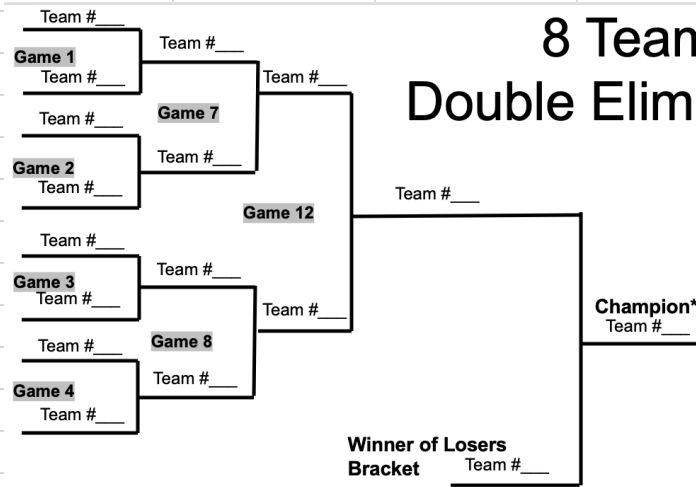 8 Team
Double Elim
Team #___
Game 1
Team #___
Team #___
Game 2
Team #___
Team #___
Game 3
Team #___
Team #___
Game 4
Team #___
Team #___
Game 7
Team #___
Team #___
Game 8
Team #___
Team #___
Game 12
Team #___
Team #___
Champion*
Team #___
Winner of Losers
Bracket
Team #___